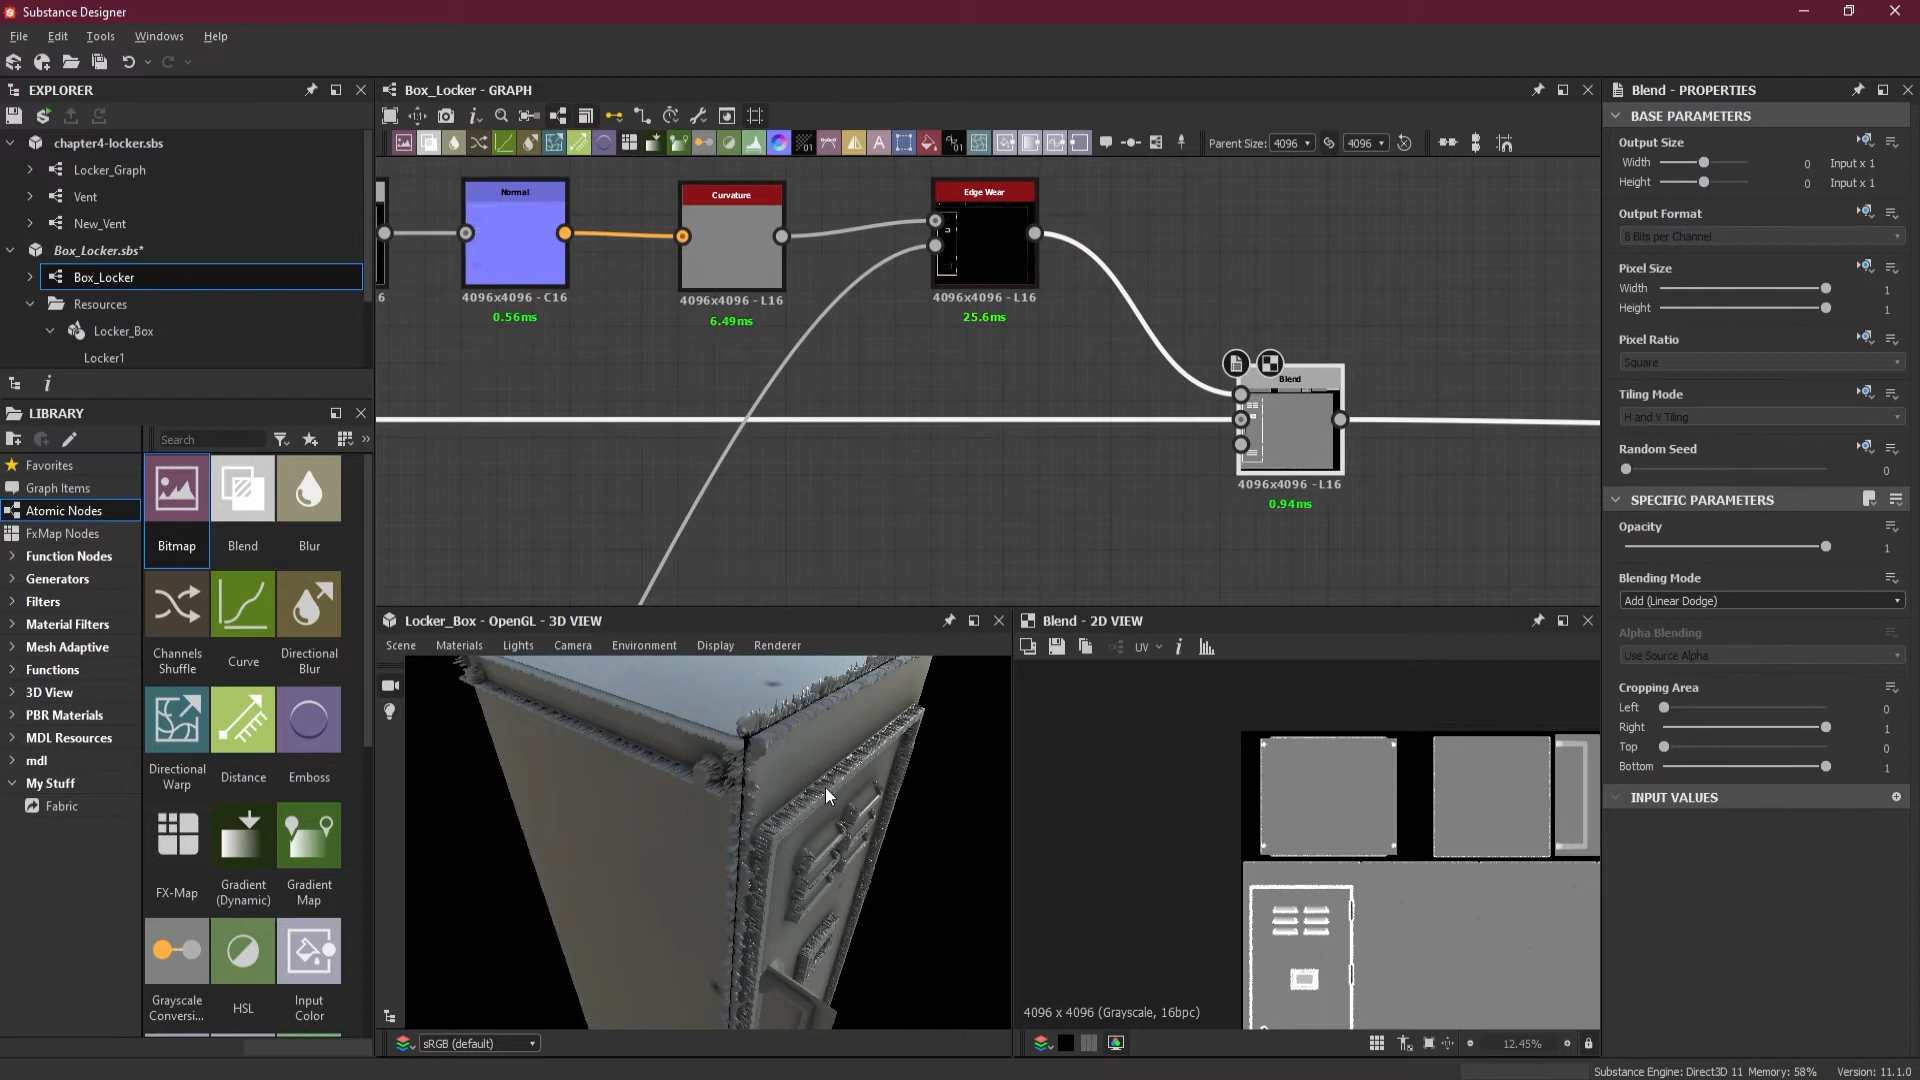 Substance Designer
File Edit Tools Windows Help
EXPLORER
chapter4-locker.sbs
Locker_Graph
Vent
New_Vent
Box_Locker.sbs*
Box_Locker
Resources
Locker_Box
Locker1
LIBRARY
Search
Favorites
Graph Items
Atomic Nodes
FxMap Nodes
Function Nodes
Generators
Filters
Material Filters
Mesh Adaptive
Functions
3D View
PBR Materials
MDL Resources
mdl
My Stuff
Fabric
Bitmap Blend Blur
Channels Shuffle
Curve
Directional Blur
Directional Warp
Distance
Emboss
FX-Map
Gradient (Dynamic)
Gradient Map
Grayscale Conversi...
HSL
Input Color
Box_Locker - GRAPH
Parent Size: 4096 4096
Normal
4096x4096 - C16
0.56ms
Curvature
4096x4096 - L16
6.49ms
Edge Wear
4096x4096 - L16
25.6ms
Blend
4096x4096 - L16
0.94ms
6
Locker_Box - OpenGL - 3D VIEW
Scene Materials Lights Camera Environment Display Renderer
sRGB (default)
Blend - 2D VIEW
UV
4096 x 4096 (Grayscale, 16bpc)
12.45%
Blend - PROPERTIES
BASE PARAMETERS
Output Size
Width 0 Input x 1
Height 0 Input x 1
Output Format
8 Bits per Channel
Pixel Size
Width 1
Height 1
Pixel Ratio
Square
Tiling Mode
H and V Tiling
Random Seed
0
SPECIFIC PARAMETERS
Opacity
1
Blending Mode
Add (Linear Dodge)
Alpha Blending
Use Source Alpha
Cropping Area
Left 0
Right 1
Top 0
Bottom 1
INPUT VALUES
Substance Engine: Direct3D 11 Memory: 58% Version: 11.1.0